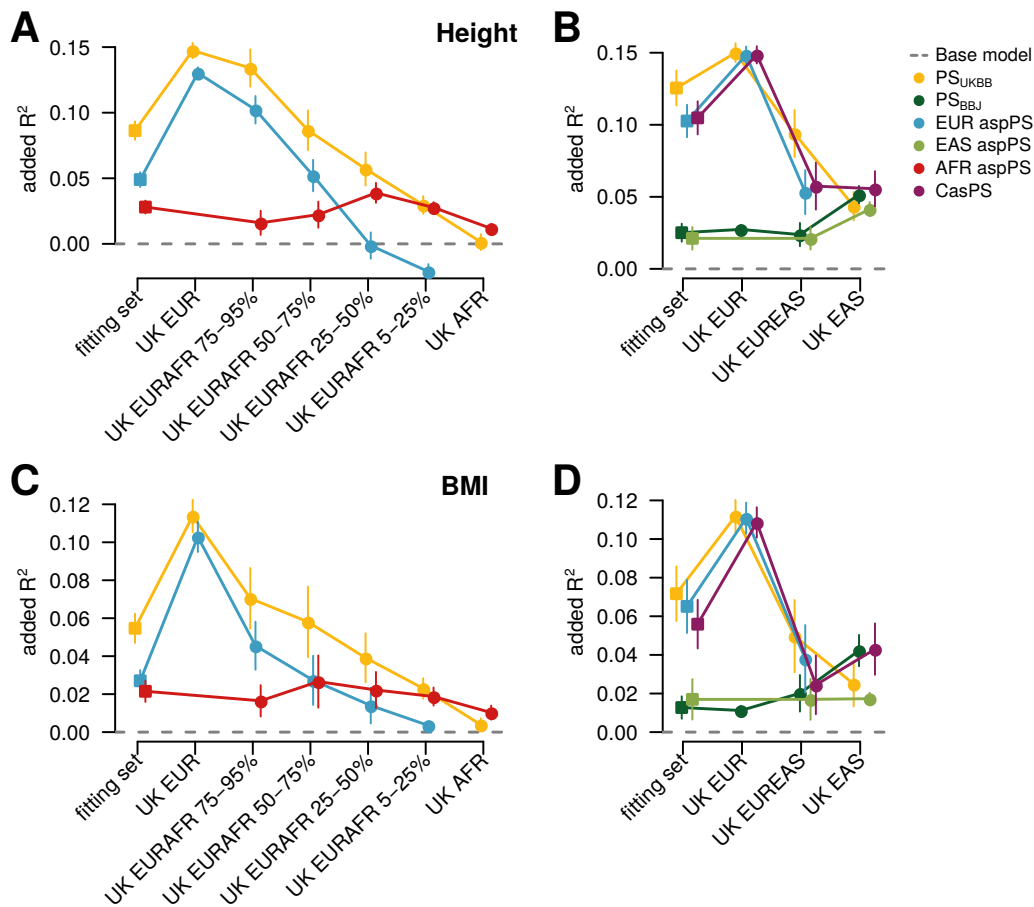 A
Height
added R²
0.15
0.10
0.05
0.00
fitting set
UK EUR
UK EURAFR 75−95%
UK EURAFR 50−75%
UK EURAFR 25−50%
UK EURAFR 5−25%
UK AFR
B
added R²
0.15
0.10
0.05
0.00
fitting set
UK EUR
UK EUREAS
UK EAS
Base model
PS_UKBB
PS_BBJ
EUR aspPS
EAS aspPS
AFR aspPS
CasPS
C
BMI
added R²
0.12
0.10
0.08
0.06
0.04
0.02
0.00
fitting set
UK EUR
UK EURAFR 75−95%
UK EURAFR 50−75%
UK EURAFR 25−50%
UK EURAFR 5−25%
UK AFR
D
added R²
0.12
0.10
0.08
0.06
0.04
0.02
0.00
fitting set
UK EUR
UK EUREAS
UK EAS